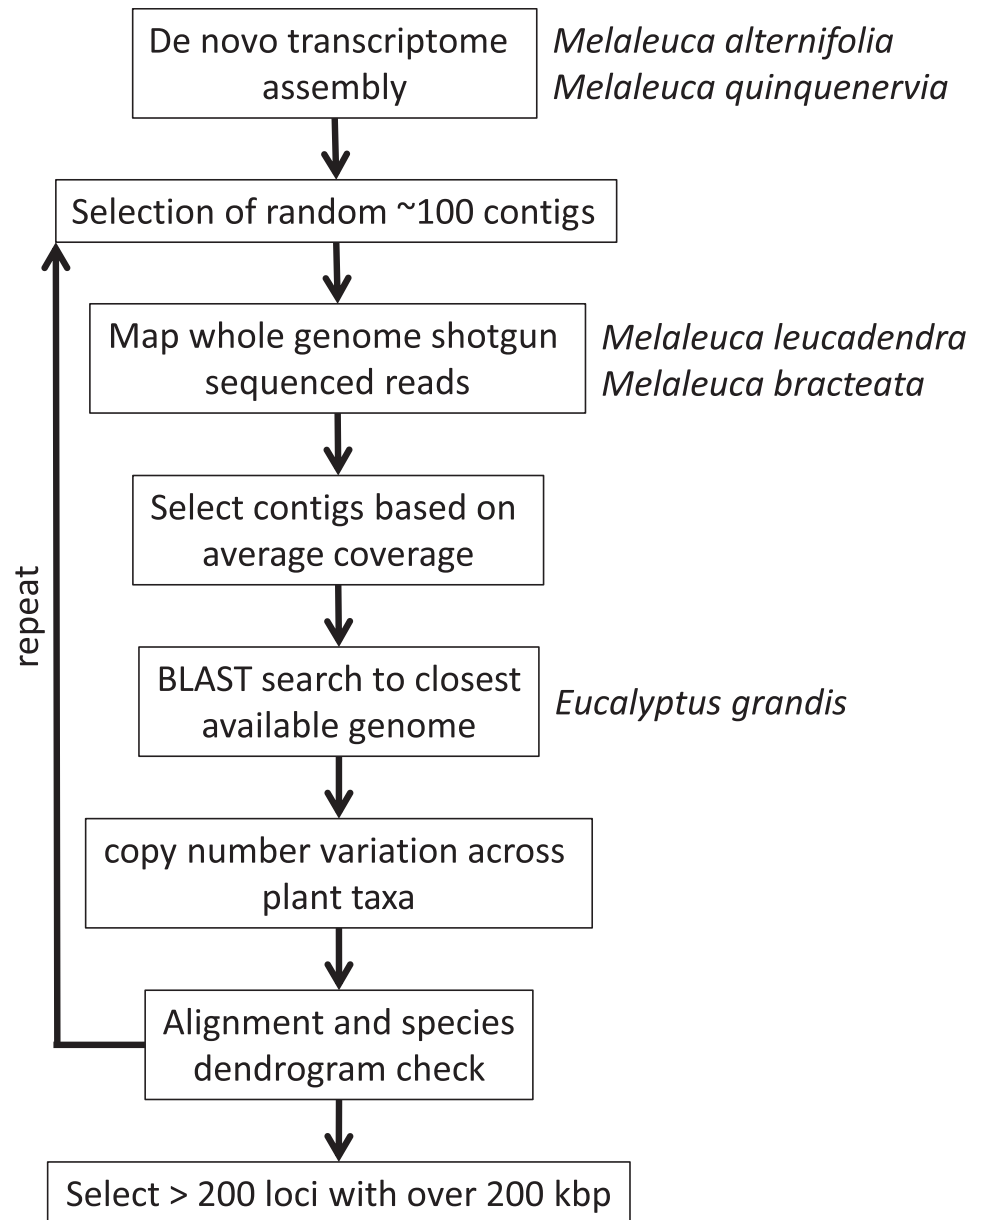 De novo transcriptome
assembly
Melaleuca alternifolia
Melaleuca quinquenervia
Selection of random ~100 contigs
Map whole genome shotgun
sequenced reads
Melaleuca leucadendra
Melaleuca bracteata
Select contigs based on
average coverage
repeat
BLAST search to closest
available genome
Eucalyptus grandis
copy number variation across
plant taxa
Alignment and species
dendrogram check
Select > 200 loci with over 200 kbp